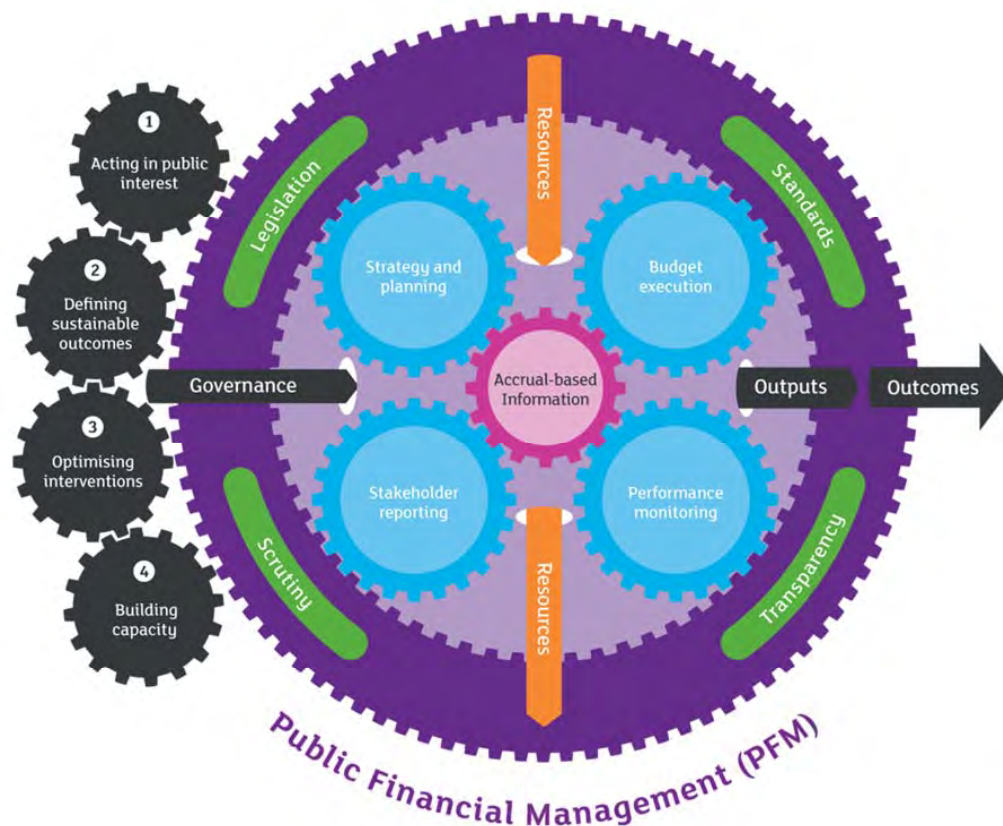 1
Acting in public
interest
2
Defining
sustainable
outcomes
3
Optimising
interventions
4
Building
capacity
Legislation
Resources
Standards
Strategy and
planning
Budget
execution
Governance
Accrual-based
Information
Outputs
Outcomes
Stakeholder
reporting
Performance
monitoring
Scrutiny
Resources
Transparency
Public Financial Management (PFM)